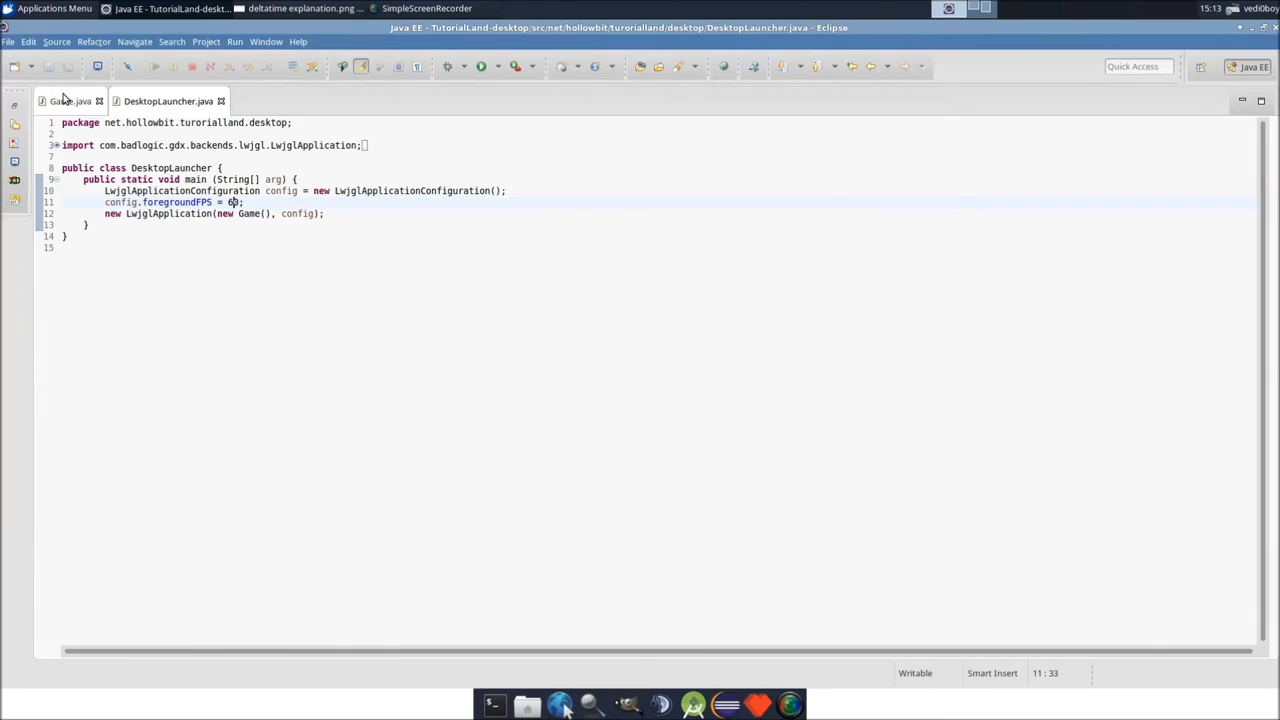 Applications Menu Java EE - TutorialLand-deskt... deltatime explanation.png ... SimpleScreenRecorder 15:13 vedi0boy
Java EE - TutorialLand-desktop/src/net/hollowbit/turorialland/desktop/DesktopLauncher.java - Eclipse
File Edit Source Refactor Navigate Search Project Run Window Help
Quick Access Java EE
Game.java DesktopLauncher.java
1 package net.hollowbit.turorialland.desktop;
2
3 import com.badlogic.gdx.backends.lwjgl.LwjglApplication;
7
8 public class DesktopLauncher {
9 public static void main (String[] arg) {
10 LwjglApplicationConfiguration config = new LwjglApplicationConfiguration();
11 config.foregroundFPS = 60;
12 new LwjglApplication(new Game(), config);
13 }
14 }
15
Writable Smart Insert 11 : 33